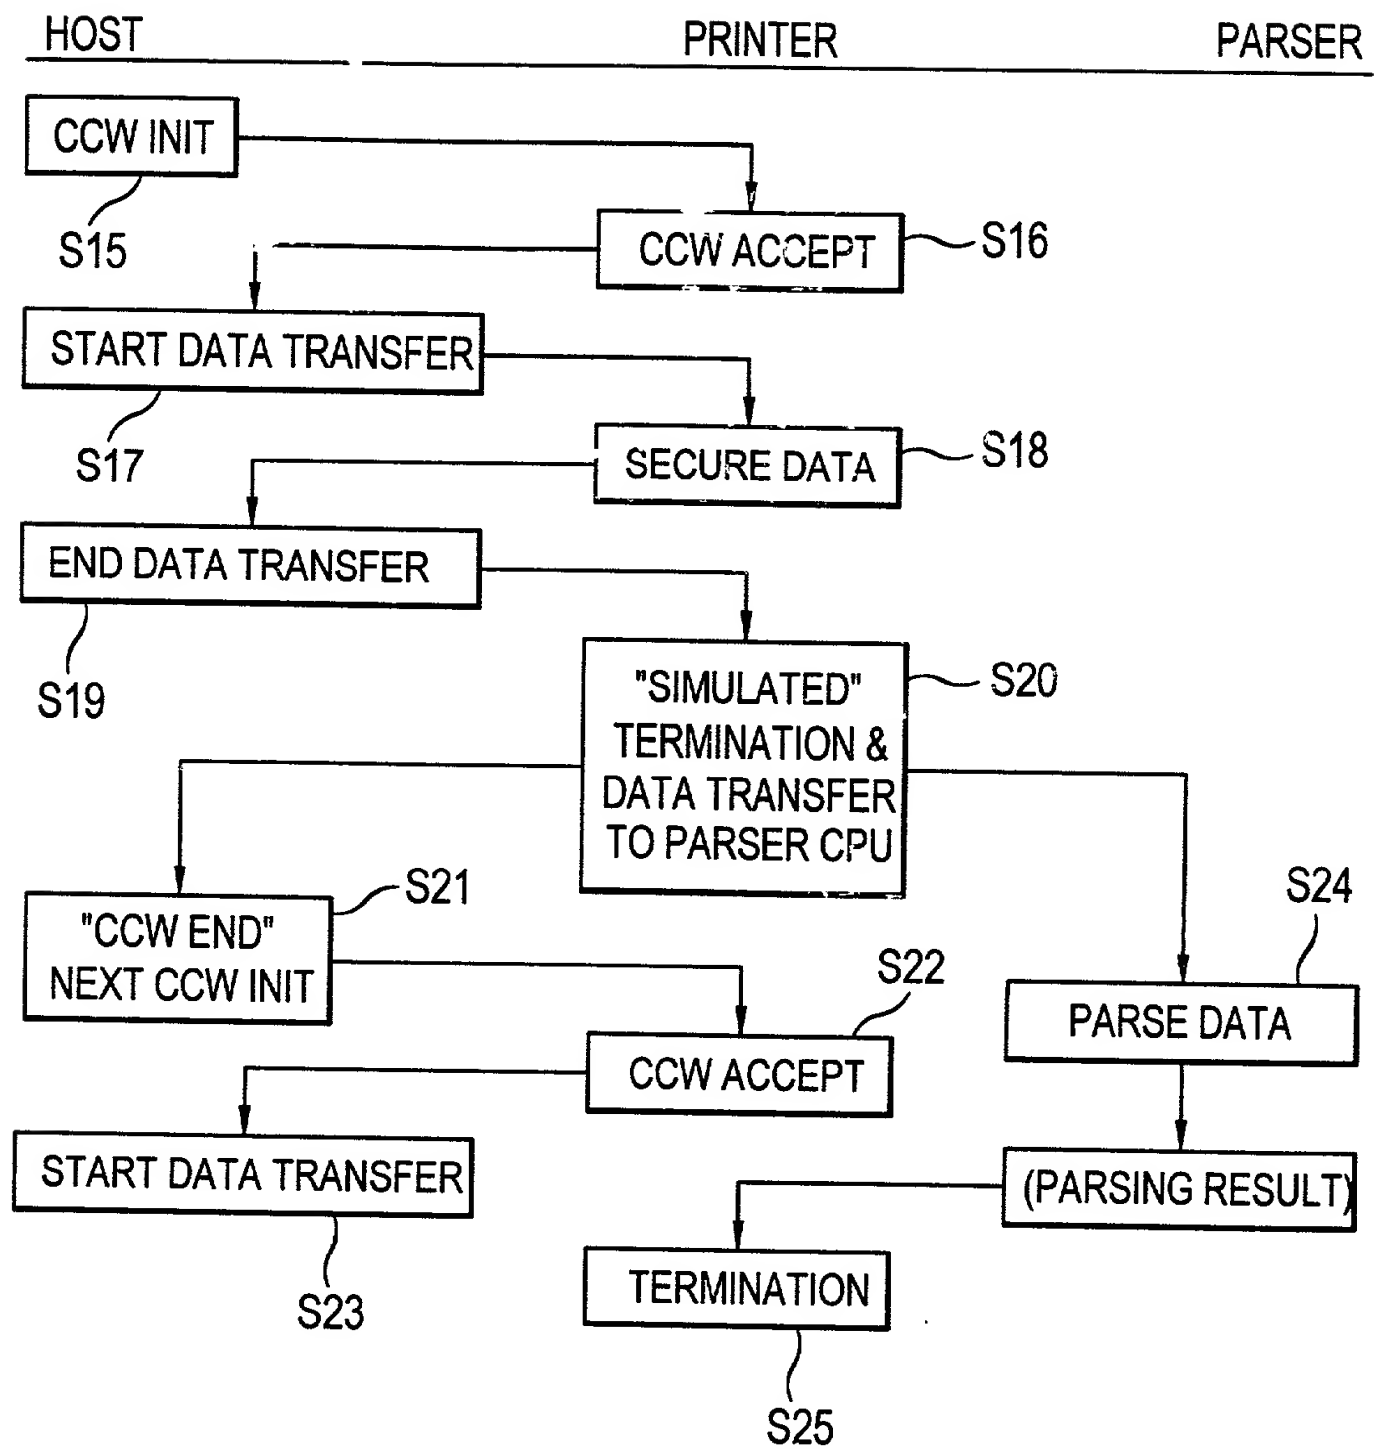 HOST PRINTER PARSER
CCW INIT
S15
CCW ACCEPT
S16
START DATA TRANSFER
S17
SECURE DATA
S18
END DATA TRANSFER
S19
"SIMULATED"
TERMINATION &
DATA TRANSFER
TO PARSER CPU
S20
S21
"CCW END"
NEXT CCW INIT
S24
PARSE DATA
S22
CCW ACCEPT
START DATA TRANSFER
S23
(PARSING RESULT)
TERMINATION
S25